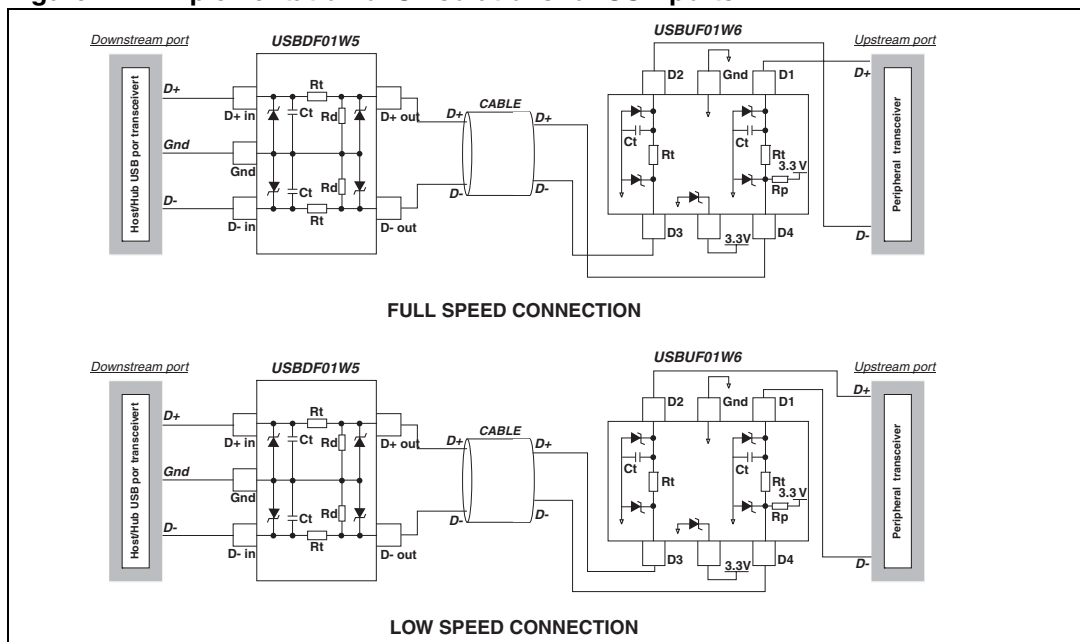 Downstream port
USBDF01W5
USBUF01W6
Upstream port
Host/Hub USB por transceivert
D+
Gnd
D-
D+ in
Gnd
D- in
Rt
Ct
Rd
Ct
Rd
Rt
D+ out
D- out
CABLE
D+
D-
D+
D-
D2
Gnd
D1
Ct
Rt
Ct
Rt
3.3 V
Rp
D3
3.3V
D4
D+
D-
Peripheral transceiver
FULL SPEED CONNECTION
Downstream port
USBDF01W5
USBUF01W6
Upstream port
Host/Hub USB por transceivert
D+
Gnd
D-
D+ in
Gnd
D- in
Rt
Ct
Rd
Ct
Rd
Rt
D+ out
D- out
CABLE
D+
D-
D+
D-
D2
Gnd
D1
Ct
Rt
Ct
Rt
3.3 V
Rp
D3
3.3V
D4
D+
D-
Peripheral transceiver
LOW SPEED CONNECTION